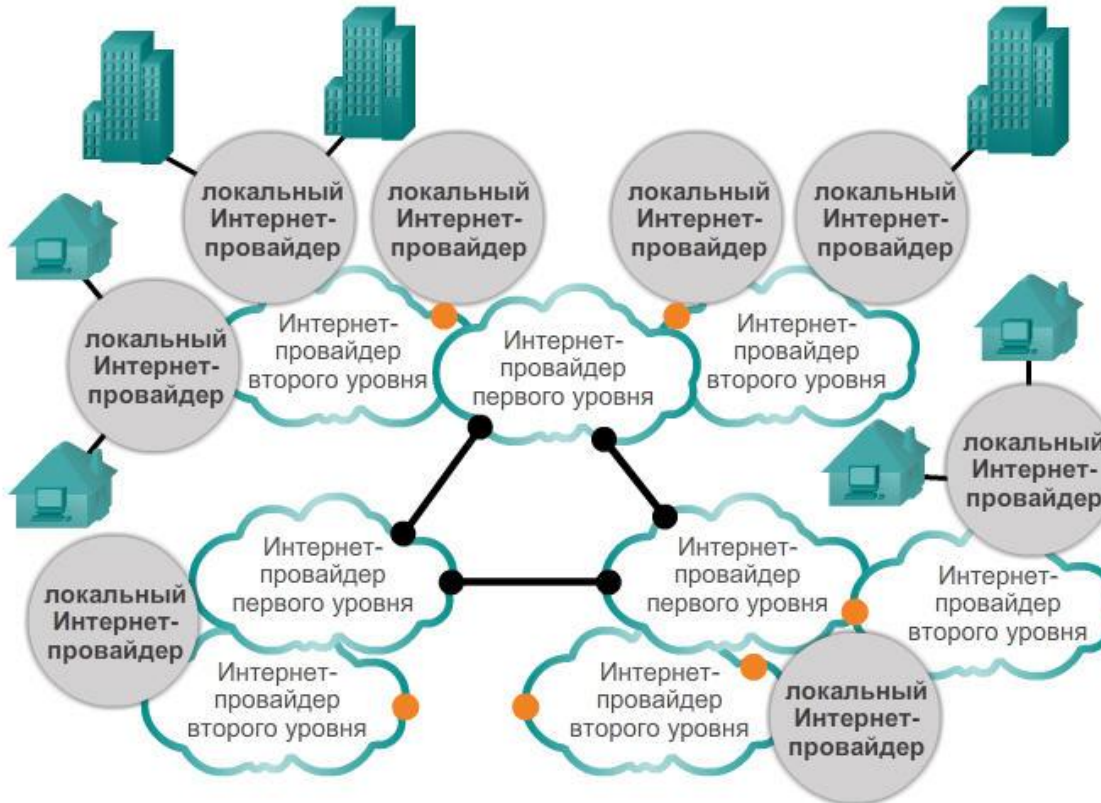 локальный
Интернет-
провайдер
локальный
Интернет-
провайдер
локальный
Интернет-
провайдер
локальный
Интернет-
провайдер
локальный
Интернет-
провайдер
Интернет-
провайдер
второго уровня
Интернет-
провайдер
первого уровня
Интернет-
провайдер
второго уровня
локальный
Интернет-
провайдер
Интернет-
провайдер
первого уровня
Интернет-
провайдер
первого уровня
Интернет-
провайдер
второго уровня
локальный
Интернет-
провайдер
Интернет-
провайдер
второго уровня
Интернет-
провайдер
второго уровня
локальный
Интернет-
провайдер